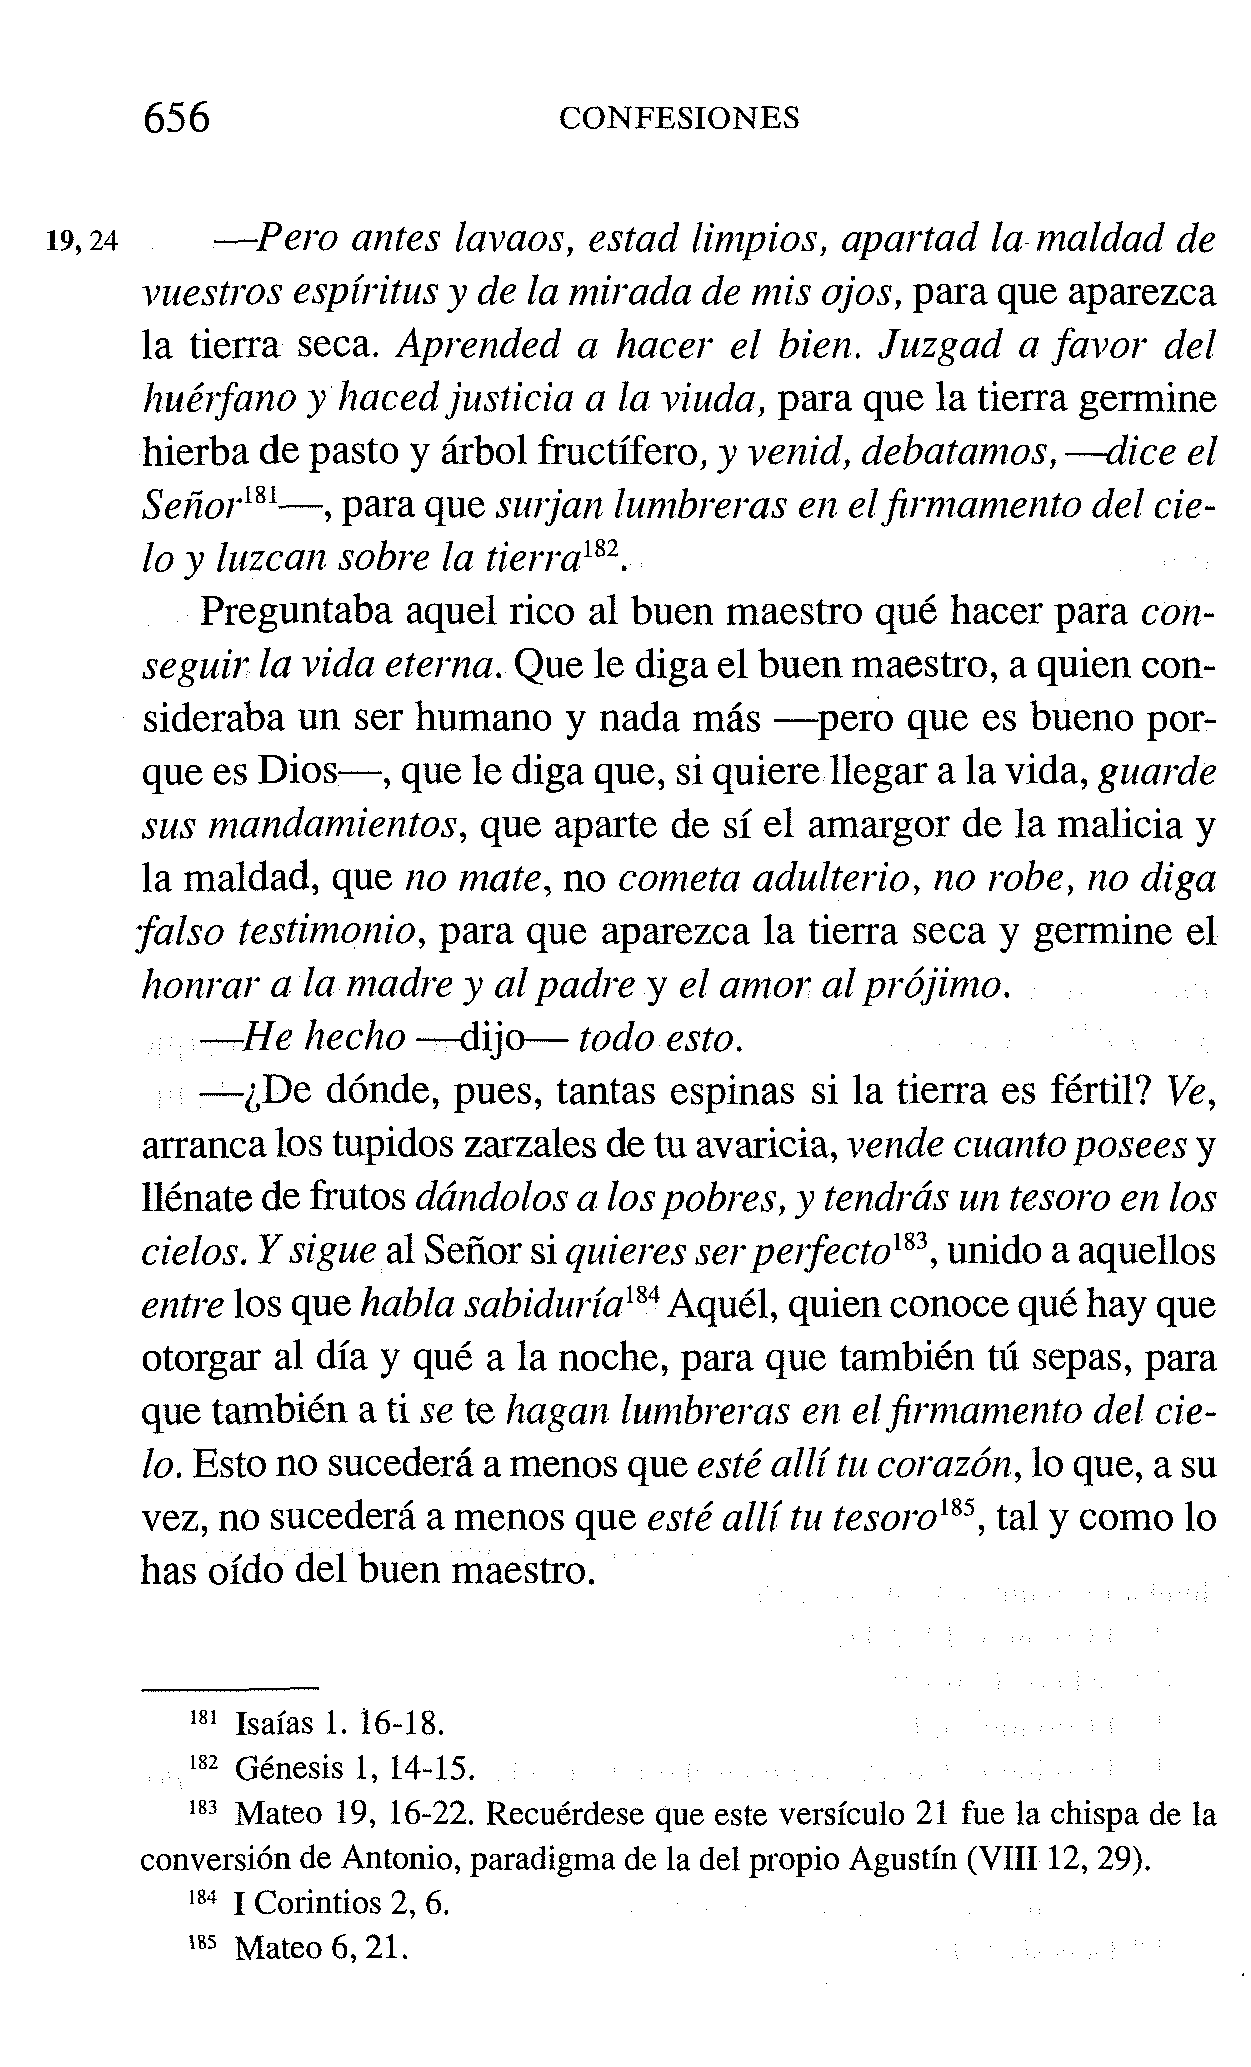 656 CONFESIONES
19, 24 —Pero antes lavaos, estad limpios, apartad la maldad de
vuestros espíritus y de la mirada de mis ojos, para que aparezca
la tierra seca. Aprended a hacer el bien. Juzgad a favor del
huérfano y haced justicia a la viuda, para que la tierra germine
hierba de pasto y árbol fructífero, y venid, debatamos, —dice el
Señor¹⁸¹—, para que surjan lumbreras en el firmamento del cie-
lo y luzcan sobre la tierra¹⁸².
Preguntaba aquel rico al buen maestro qué hacer para con-
seguir la vida eterna. Que le diga el buen maestro, a quien con-
sideraba un ser humano y nada más —pero que es bueno por-
que es Dios—, que le diga que, si quiere llegar a la vida, guarde
sus mandamientos, que aparte de sí el amargor de la malicia y
la maldad, que no mate, no cometa adulterio, no robe, no diga
falso testimonio, para que aparezca la tierra seca y germine el
honrar a la madre y al padre y el amor al prójimo.
—He hecho —dijo— todo esto.
—¿De dónde, pues, tantas espinas si la tierra es fértil? Ve,
arranca los tupidos zarzales de tu avaricia, vende cuanto posees y
llénate de frutos dándolos a los pobres, y tendrás un tesoro en los
cielos. Y sigue al Señor si quieres ser perfecto¹⁸³, unido a aquellos
entre los que habla sabiduría¹⁸⁴ Aquél, quien conoce qué hay que
otorgar al día y qué a la noche, para que también tú sepas, para
que también a ti se te hagan lumbreras en el firmamento del cie-
lo. Esto no sucederá a menos que esté allí tu corazón, lo que, a su
vez, no sucederá a menos que esté allí tu tesoro¹⁸⁵, tal y como lo
has oído del buen maestro.
¹⁸¹ Isaías 1. 16-18.
¹⁸² Génesis 1, 14-15.
¹⁸³ Mateo 19, 16-22. Recuérdese que este versículo 21 fue la chispa de la
conversión de Antonio, paradigma de la del propio Agustín (VIII 12, 29).
¹⁸⁴ I Corintios 2, 6.
¹⁸⁵ Mateo 6, 21.